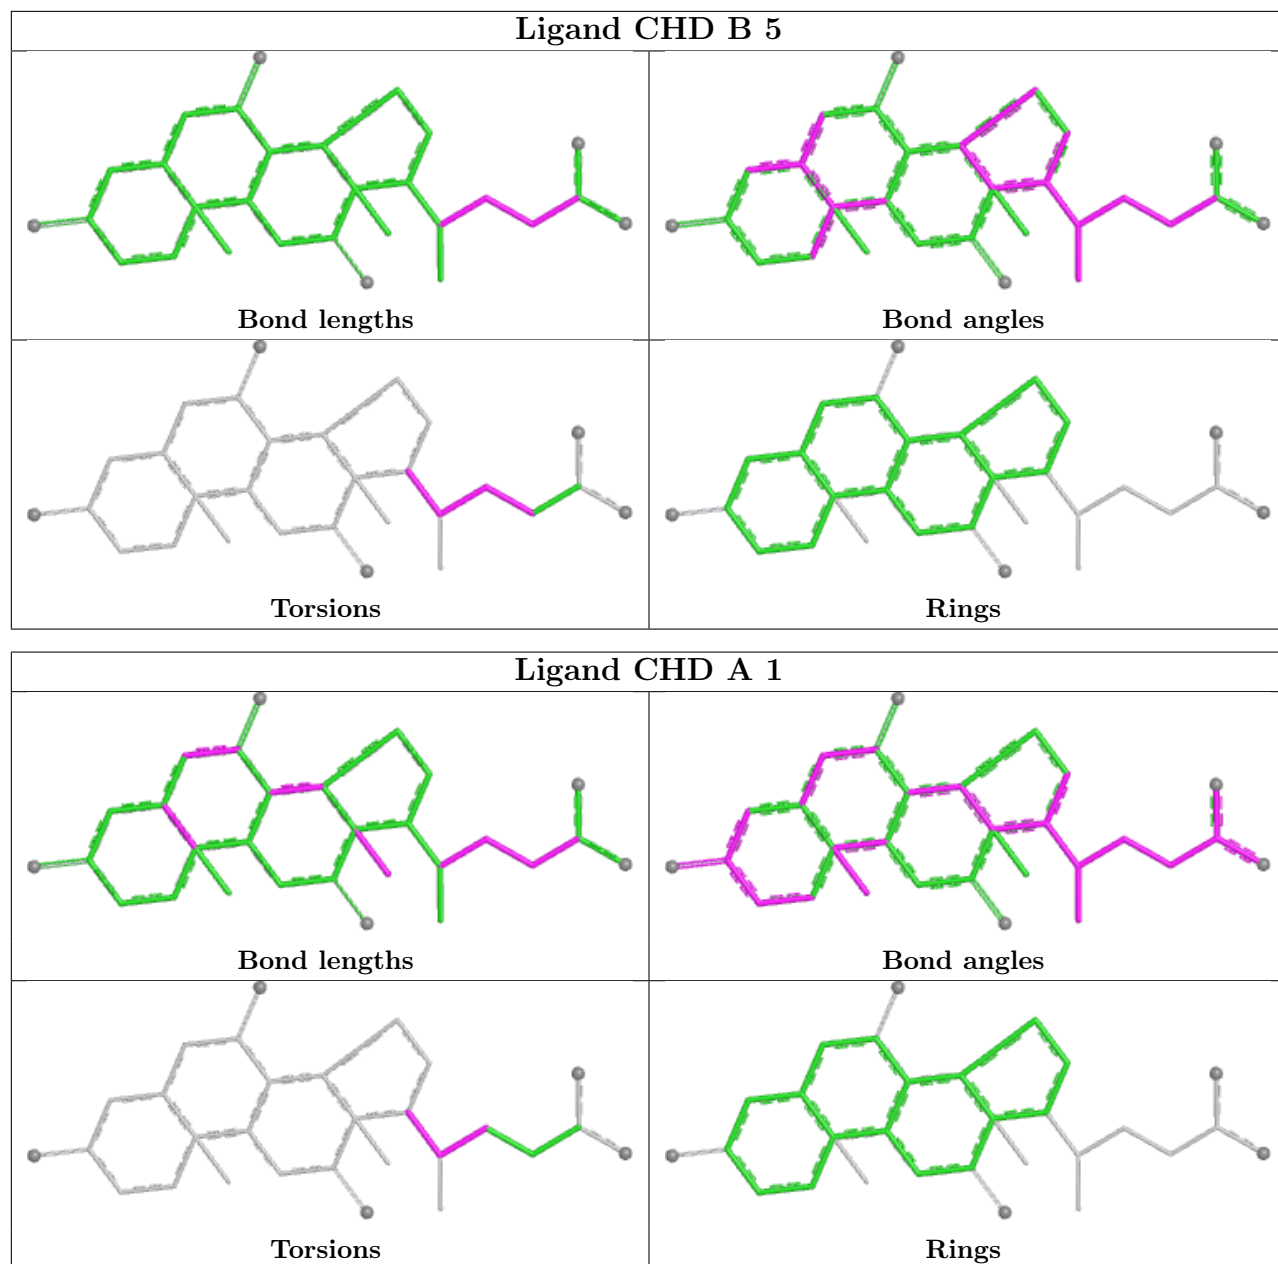 Ligand CHD B 5
Bond lengths
Bond angles
Torsions
Rings
Ligand CHD A 1
Bond lengths
Bond angles
Torsions
Rings